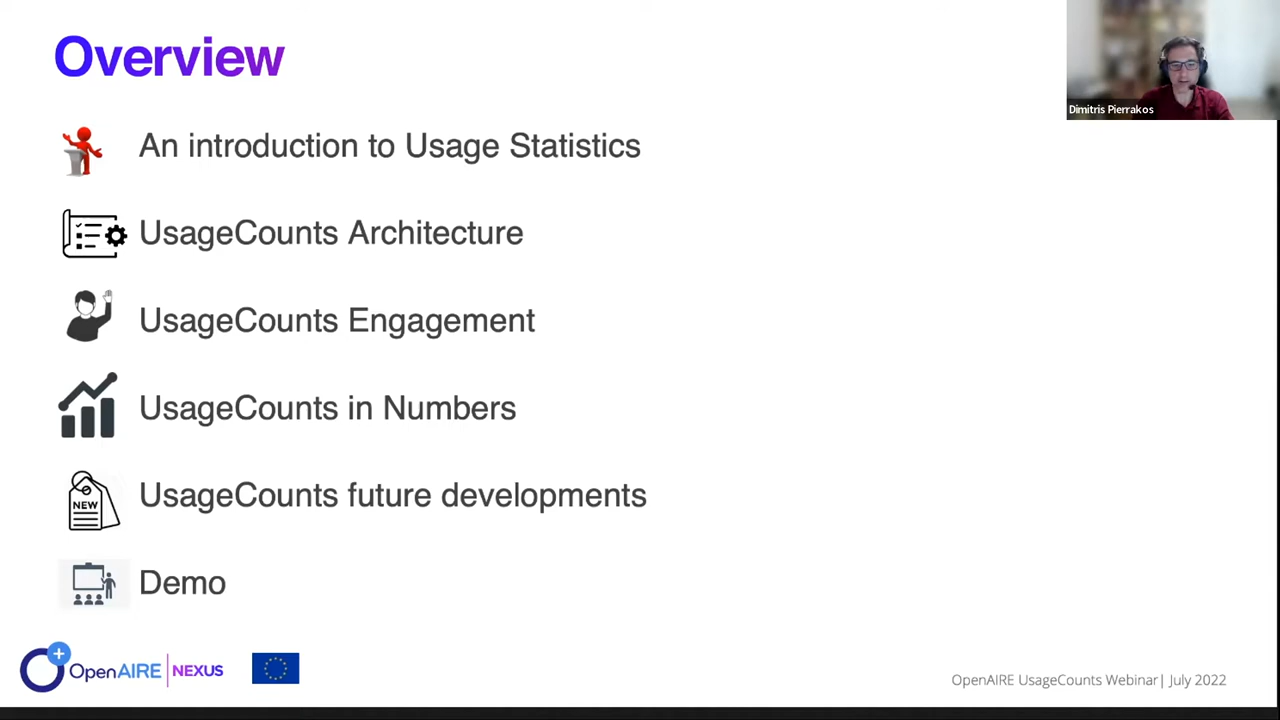 Overview
Dimitris Pierrakos
An introduction to Usage Statistics
UsageCounts Architecture
UsageCounts Engagement
UsageCounts in Numbers
UsageCounts future developments
NEW
Demo
OpenAIRE | NEXUS
OpenAIRE UsageCounts Webinar| July 2022